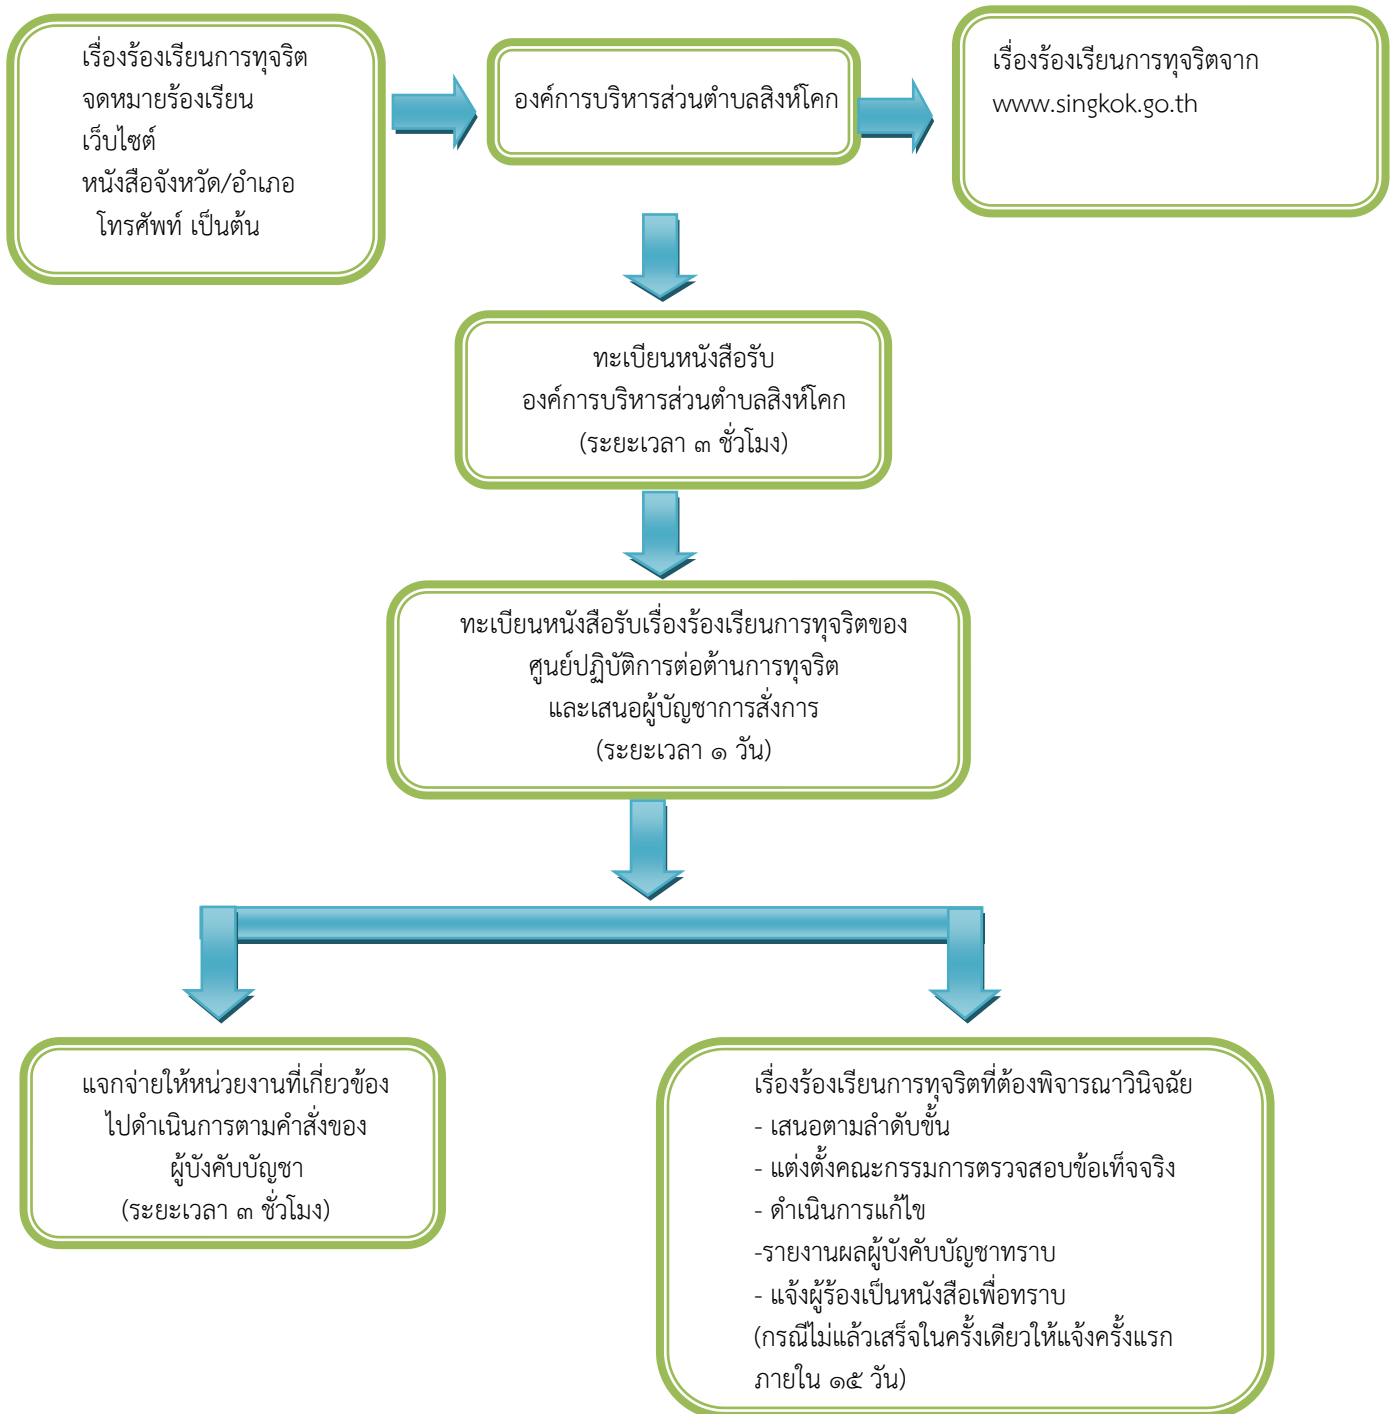 เรื่องร้องเรียนการทุจริต
จดหมายร้องเรียน
เว็บไซต์
หนังสือจังหวัด/อำเภอ
โทรศัพท์ เป็นต้น
องค์การบริหารส่วนตำบลสิงห์โคก
เรื่องร้องเรียนการทุจริตจาก
www.singkok.go.th
ทะเบียนหนังสือรับ
องค์การบริหารส่วนตำบลสิงห์โคก
(ระยะเวลา ๓ ชั่วโมง)
ทะเบียนหนังสือรับเรื่องร้องเรียนการทุจริตของ
ศูนย์ปฏิบัติการต่อต้านการทุจริต
และเสนอผู้บัญชาการสั่งการ
(ระยะเวลา ๑ วัน)
แจกจ่ายให้หน่วยงานที่เกี่ยวข้อง
ไปดำเนินการตามคำสั่งของ
ผู้บังคับบัญชา
(ระยะเวลา ๓ ชั่วโมง)
เรื่องร้องเรียนการทุจริตที่ต้องพิจารณาวินิจฉัย
- เสนอตามลำดับขั้น
- แต่งตั้งคณะกรรมการตรวจสอบข้อเท็จจริง
- ดำเนินการแก้ไข
-รายงานผลผู้บังคับบัญชาทราบ
- แจ้งผู้ร้องเป็นหนังสือเพื่อทราบ
(กรณีไม่แล้วเสร็จในครั้งเดียวให้แจ้งครั้งแรก
ภายใน ๑๕ วัน)